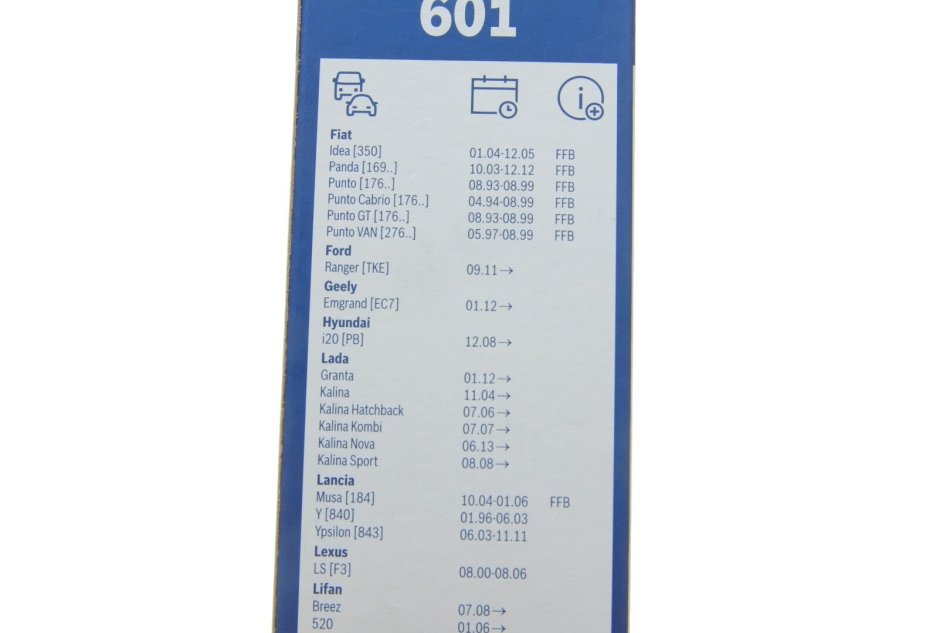 601
Fiat
Idea [350] 01.04-12.05 FFB
Panda [169..] 10.03-12.12 FFB
Punto [176..] 08.93-08.99 FFB
Punto Cabrio [176..] 04.94-08.99 FFB
Punto GT [176..] 08.93-08.99 FFB
Punto VAN [276..] 05.97-08.99 FFB
Ford
Ranger [TKE] 09.11→
Geely
Emgrand [EC7] 01.12→
Hyundai
i20 [PB] 12.08→
Lada
Granta 01.12→
Kalina 11.04→
Kalina Hatchback 07.06→
Kalina Kombi 07.07→
Kalina Nova 06.13→
Kalina Sport 08.08→
Lancia
Musa [184] 10.04-01.06 FFB
Y [840] 01.96-06.03
Ypsilon [843] 06.03-11.11
Lexus
LS [F3] 08.00-08.06
Lifan
Breez 07.08→
520 01.06→